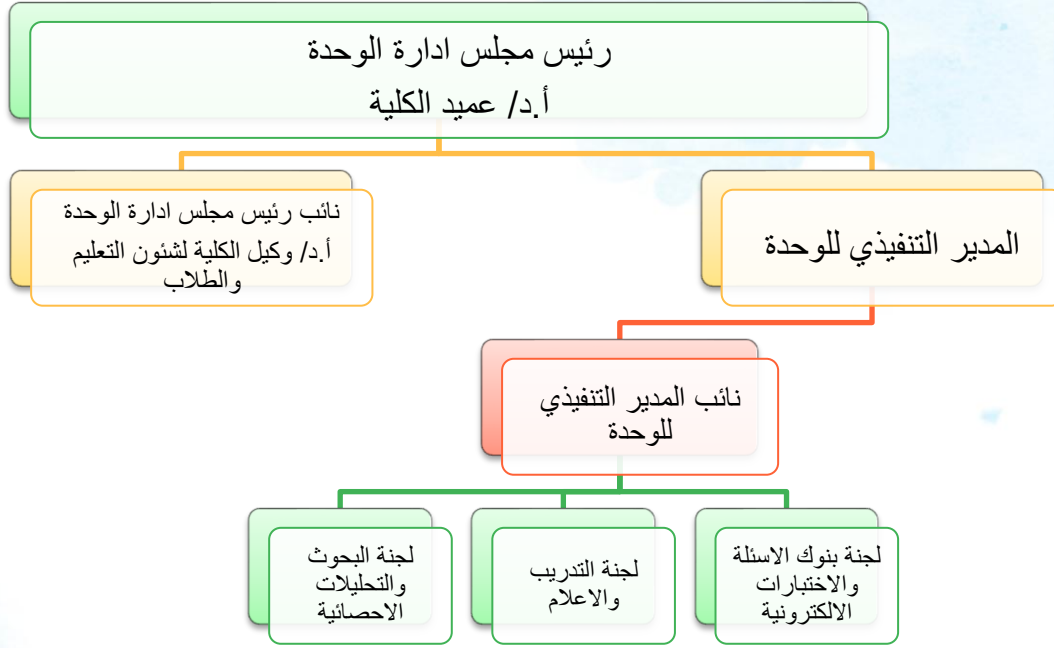 رئيس مجلس ادارة الوحدة
أ.د/ عميد الكلية
المدير التنفيذي للوحدة
نائب رئيس مجلس ادارة الوحدة
أ.د/ وكيل الكلية لشئون التعليم
والطلاب
نائب المدير التنفيذي
للوحدة
لجنة بنوك الاسئلة
والاختبارات
الالكترونية
لجنة التدريب
والاعلام
لجنة البحوث
والتحليلات
الاحصائية